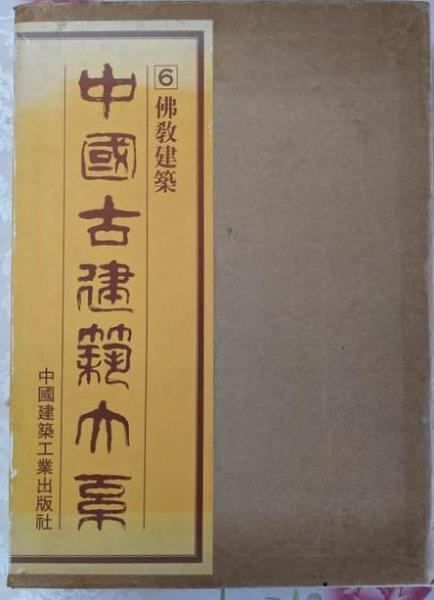 6 佛教建築
中國古建築大系
中國建築工業出版社